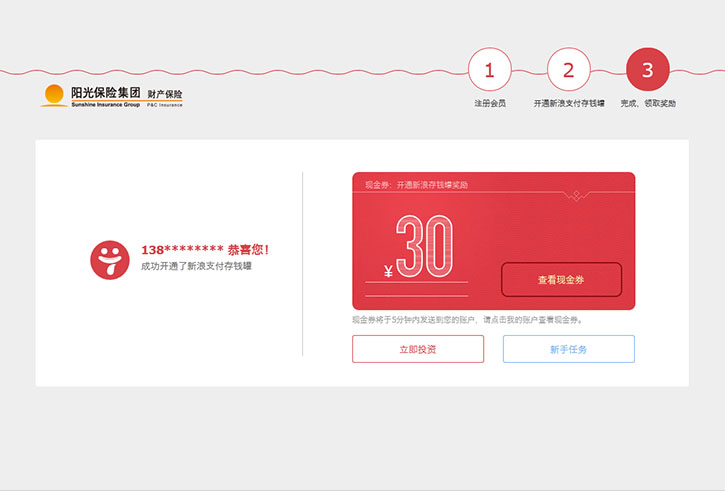 1
2
3
注册会员
开通新浪支付存钱罐
完成、领取奖励
阳光保险集团 财产保险
Sunshine Insurance Group P&C Insurance
现金券：开通新浪存钱罐奖励
¥30
查看现金券
138******** 恭喜您！
成功开通了新浪支付存钱罐
现金券将于5分钟内发送到您的账户，请点击我的账户查看现金券。
立即投资
新手任务